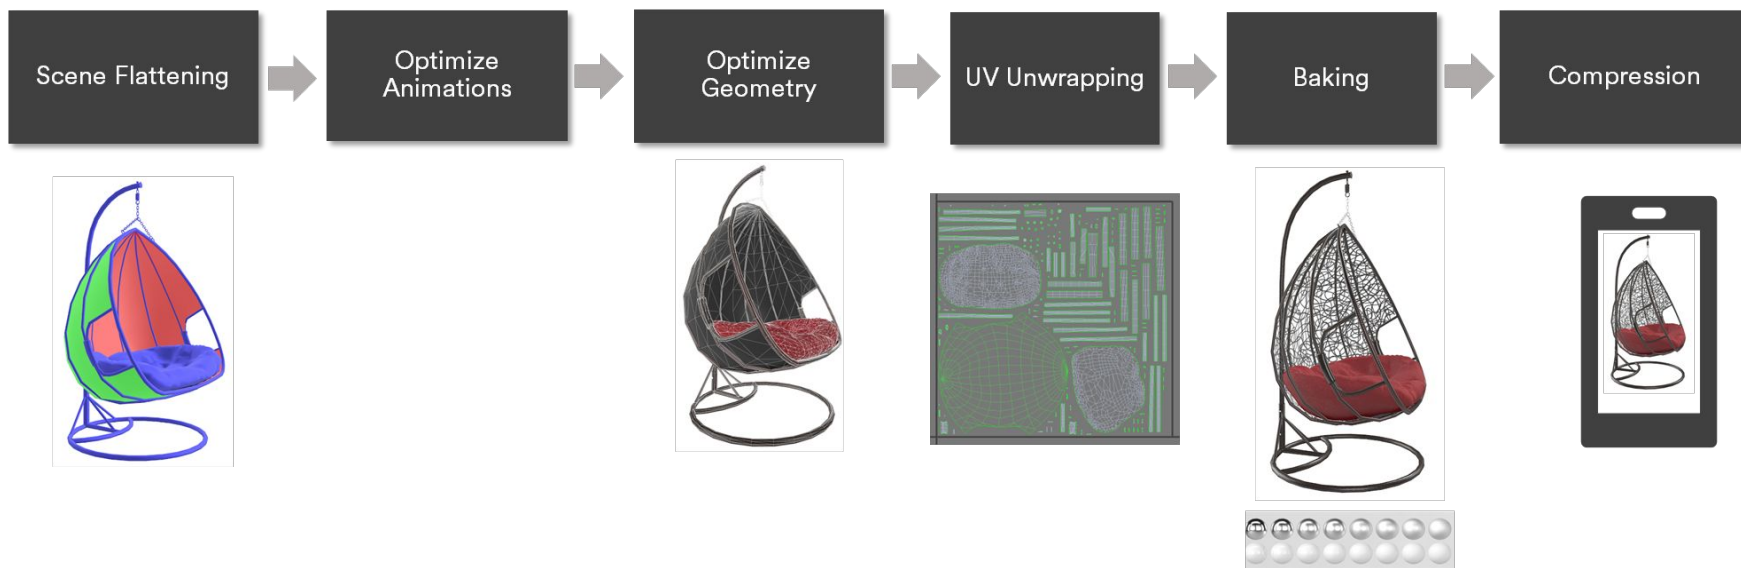 Scene Flattening
Optimize
Animations
Optimize
Geometry
UV Unwrapping
Baking
Compression